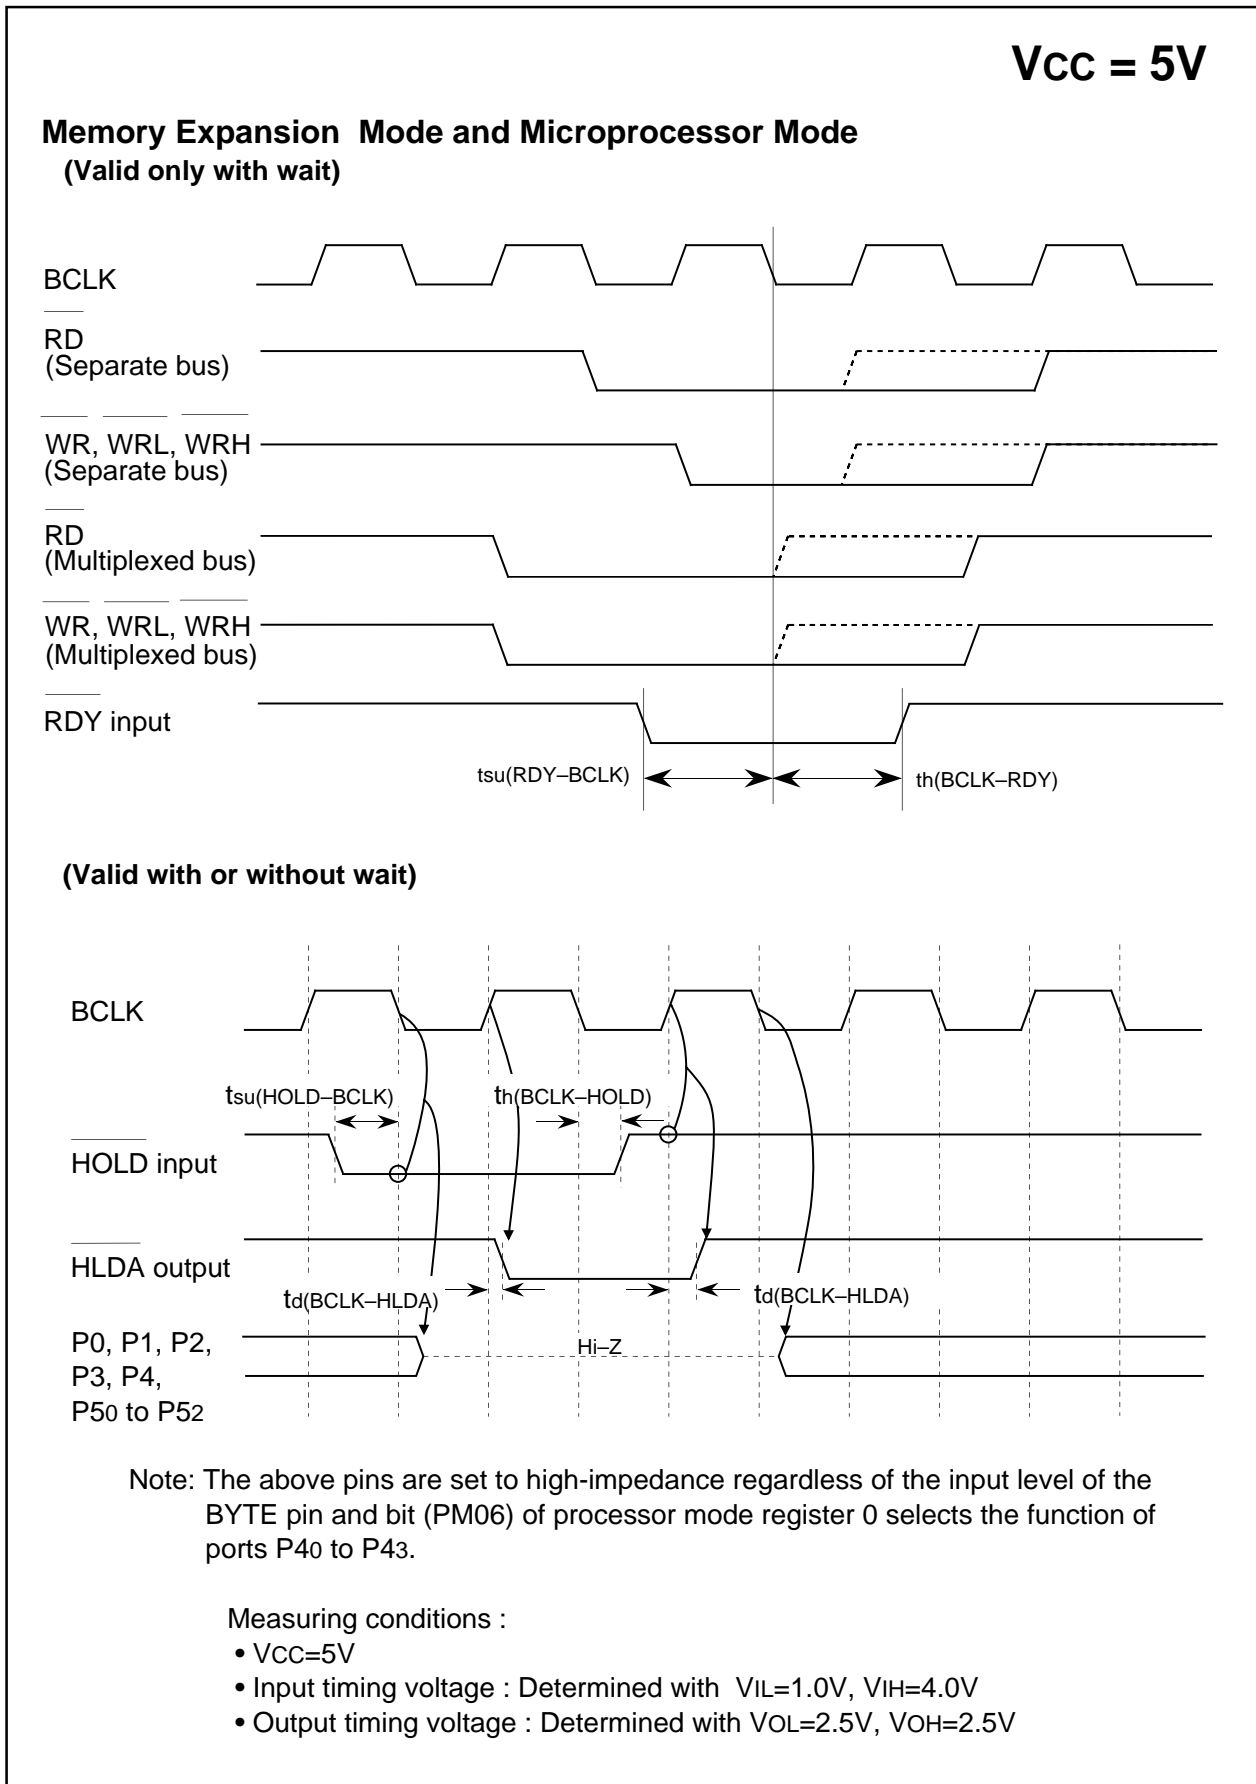 VCC = 5V
Memory Expansion Mode and Microprocessor Mode
(Valid only with wait)
BCLK
RD
(Separate bus)
WR, WRL, WRH
(Separate bus)
RD
(Multiplexed bus)
WR, WRL, WRH
(Multiplexed bus)
RDY input
tsu(RDY–BCLK)
th(BCLK–RDY)
(Valid with or without wait)
BCLK
tsu(HOLD–BCLK)
th(BCLK–HOLD)
HOLD input
HLDA output
td(BCLK–HLDA)
td(BCLK–HLDA)
P0, P1, P2,
P3, P4,
P50 to P52
Hi–Z
Note: The above pins are set to high-impedance regardless of the input level of the
BYTE pin and bit (PM06) of processor mode register 0 selects the function of
ports P40 to P43.
Measuring conditions :
• VCC=5V
• Input timing voltage : Determined with VIL=1.0V, VIH=4.0V
• Output timing voltage : Determined with VOL=2.5V, VOH=2.5V